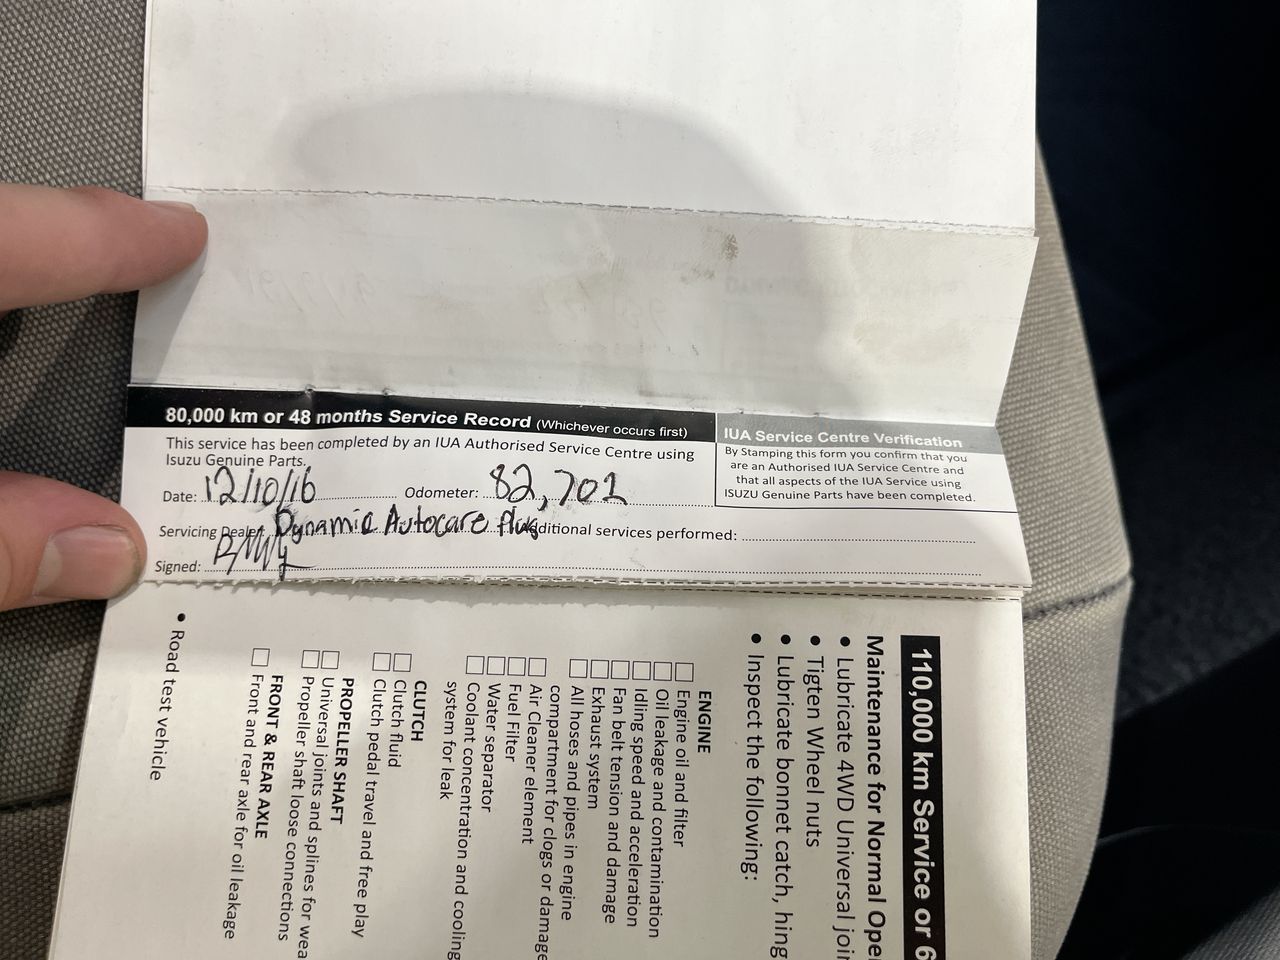 80,000 km or 48 months Service Record (Whichever occurs first)
This service has been completed by an IUA Authorised Service Centre using
Isuzu Genuine Parts.
Date: 12/10/16 Odometer: 82,701
Servicing Dealer: Dynamic Autocare Plus Additional services performed:
Signed:
IUA Service Centre Verification
By Stamping this form you confirm that you
are an Authorised IUA Service Centre and
that all aspects of the IUA Service using
ISUZU Genuine Parts have been completed.
110,000 km Service or 6
Maintenance for Normal Oper
• Lubricate 4WD Universal join
• Tigten Wheel nuts
• Lubricate bonnet catch, hing
• Inspect the following:
ENGINE
Engine oil and filter
Oil leakage and contamination
Idling speed and acceleration
Fan belt tension and damage
Exhaust system
All hoses and pipes in engine
compartment for clogs or damage
Air Cleaner element
Fuel Filter
Water separator
Coolant concentration and cooling
system for leak
CLUTCH
Clutch fluid
Clutch pedal travel and free play
PROPELLER SHAFT
Universal joints and splines for wea
Propeller shaft loose connections
FRONT & REAR AXLE
Front and rear axle for oil leakage
• Road test vehicle